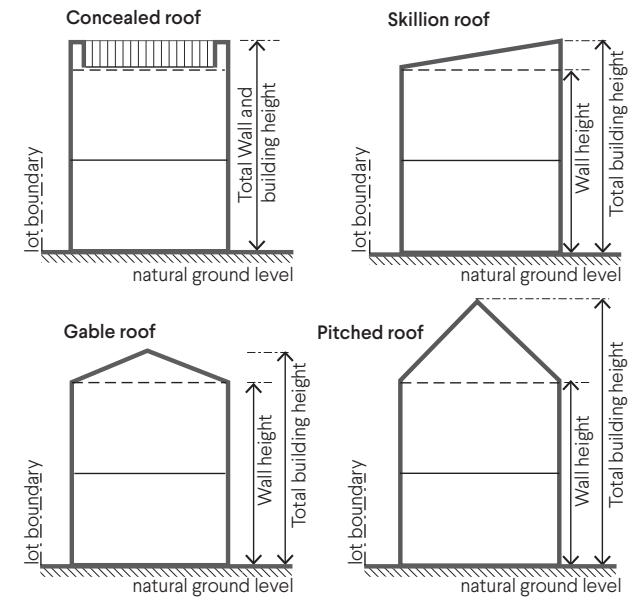 Concealed roof
lot boundary
Total Wall and
building height
natural ground level
Skillion roof
lot boundary
Wall height
Total building height
natural ground level
Gable roof
lot boundary
Wall height
Total building height
natural ground level
Pitched roof
lot boundary
Wall height
Total building height
natural ground level